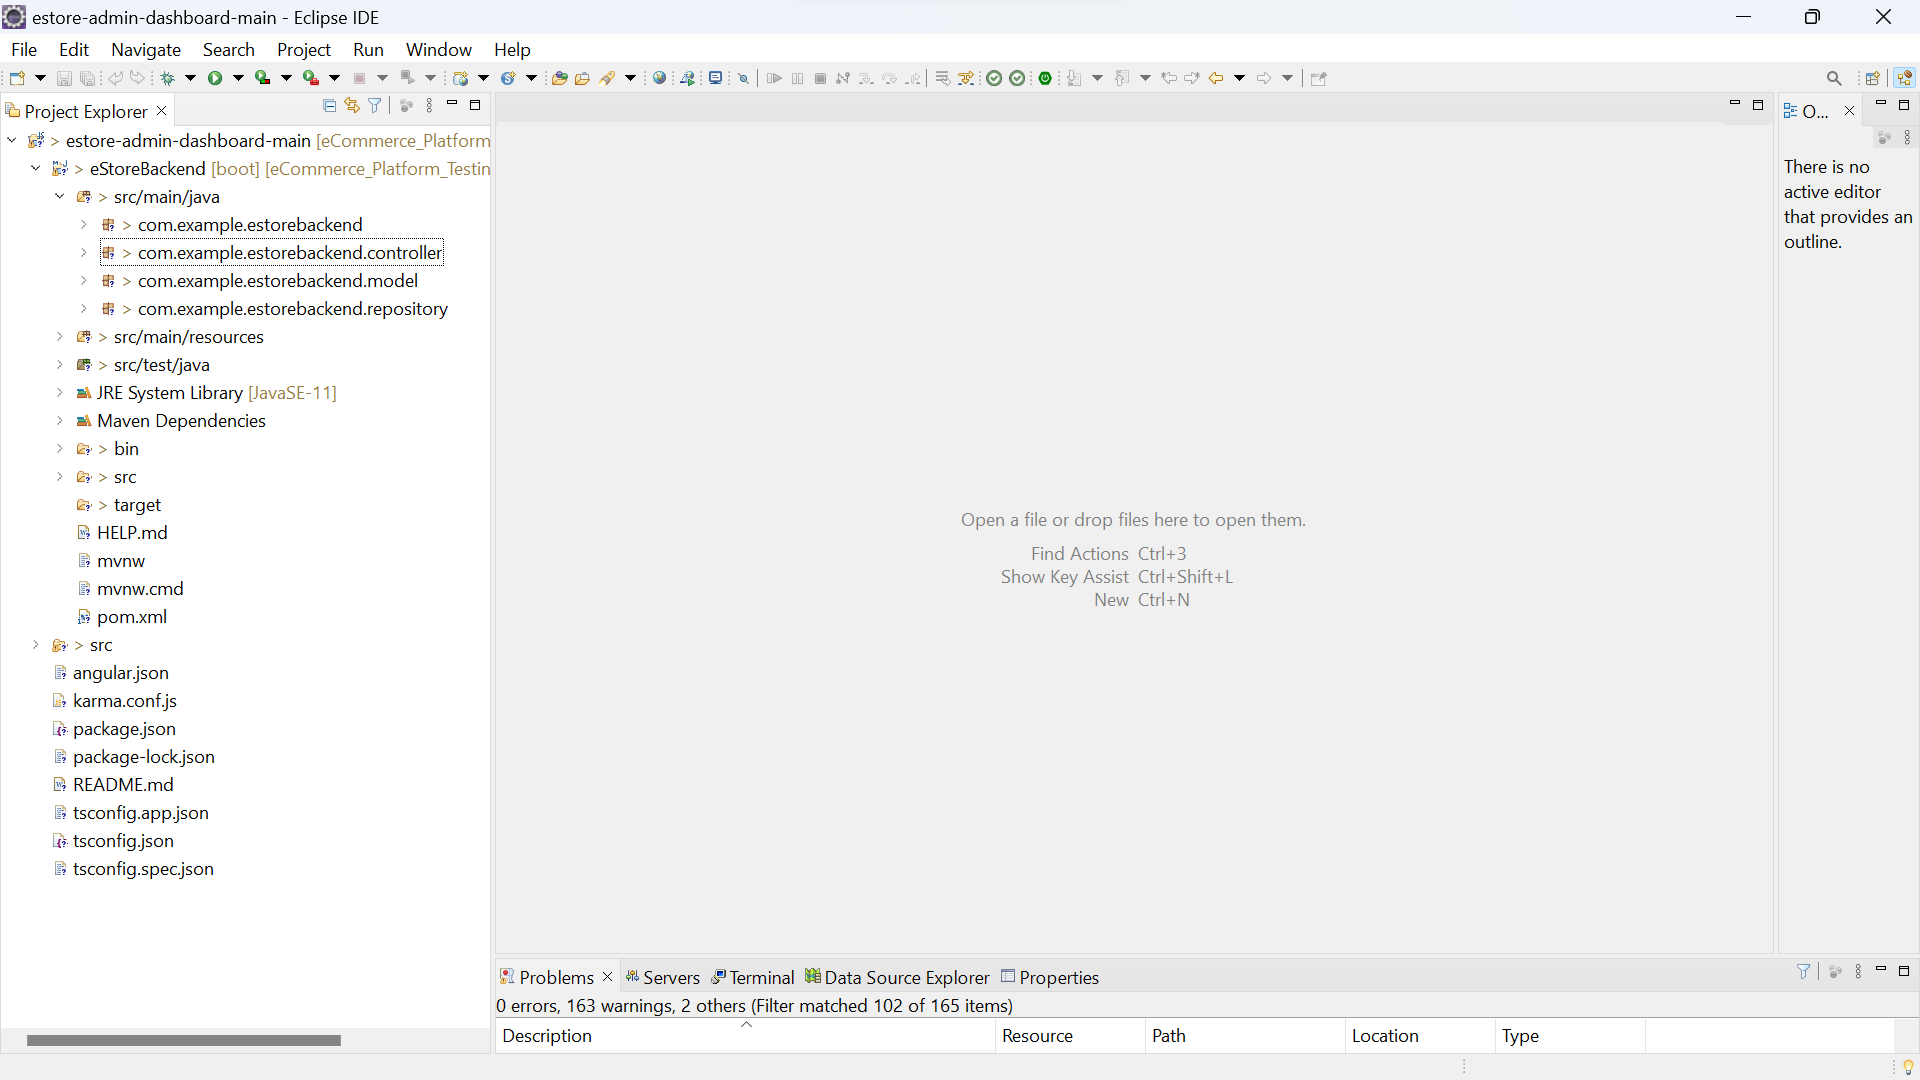 estore-admin-dashboard-main - Eclipse IDE
File Edit Navigate Search Project Run Window Help
Project Explorer
> estore-admin-dashboard-main [eCommerce_Platform
> eStoreBackend [boot] [eCommerce_Platform_Testin
> src/main/java
> com.example.estorebackend
> com.example.estorebackend.controller
> com.example.estorebackend.model
> com.example.estorebackend.repository
> src/main/resources
> src/test/java
JRE System Library [JavaSE-11]
Maven Dependencies
> bin
> src
> target
HELP.md
mvnw
mvnw.cmd
pom.xml
> src
angular.json
karma.conf.js
package.json
package-lock.json
README.md
tsconfig.app.json
tsconfig.json
tsconfig.spec.json
Open a file or drop files here to open them.
Find Actions Ctrl+3
Show Key Assist Ctrl+Shift+L
New Ctrl+N
O...
There is no
active editor
that provides an
outline.
Problems Servers Terminal Data Source Explorer Properties
0 errors, 163 warnings, 2 others (Filter matched 102 of 165 items)
Description Resource Path Location Type